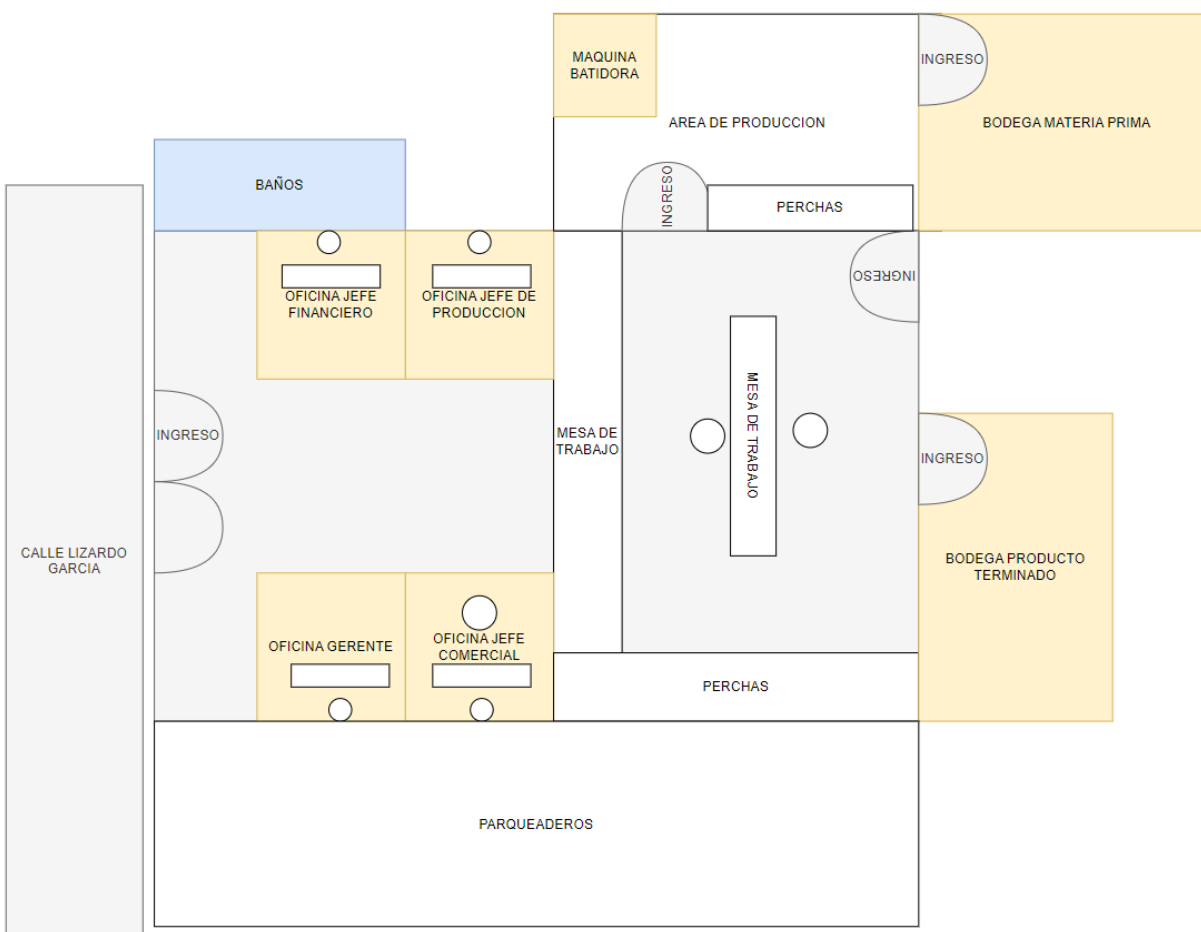 MAQUINA
BATIDORA
INGRESO
AREA DE PRODUCCION
BODEGA MATERIA PRIMA
BAÑOS
INGRESO
PERCHAS
INGRESO
OFICINA JEFE
FINANCIERO
OFICINA JEFE DE
PRODUCCION
INGRESO
MESA DE
TRABAJO
MESA DE TRABAJO
INGRESO
CALLE LIZARDO
GARCIA
BODEGA PRODUCTO
TERMINADO
OFICINA GERENTE
OFICINA JEFE
COMERCIAL
PERCHAS
PARQUEADEROS